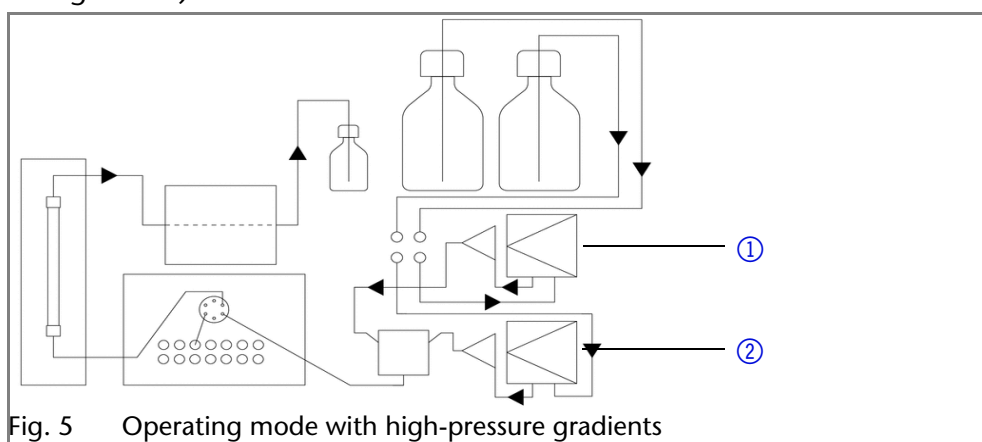 ①
②
Fig. 5 Operating mode with high-pressure gradients